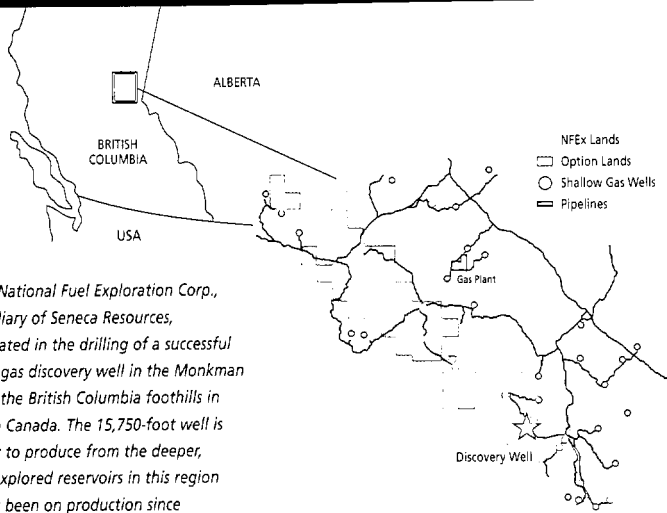 ALBERTA
BRITISH
COLUMBIA
USA
NFEx Lands
Option Lands
Shallow Gas Wells
Pipelines
Gas Plant
Discovery Well
National Fuel Exploration Corp.,
diary of Seneca Resources,
ated in the drilling of a successful
gas discovery well in the Monkman
the British Columbia foothills in
Canada. The 15,750-foot well is
to produce from the deeper,
xplored reservoirs in this region
been on production since